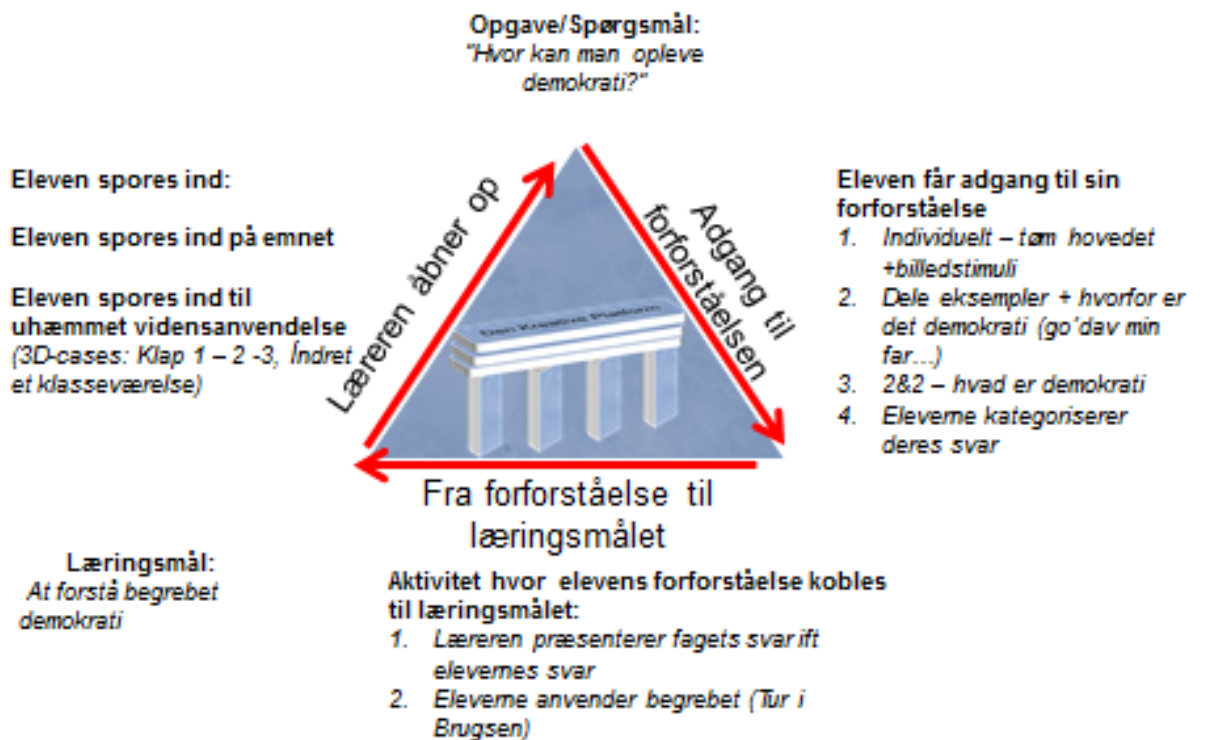 Opgave/Spørgsmål:
"Hvor kan man opleve
demokrati?"
Eleven spores ind:
Eleven spores ind på emnet
Eleven spores ind til
uhæmmet vidensanvendelse
(3D-cases: Klap 1 – 2 -3, Índret
et klasseværelse)
Læreren åbner op
Den Kreative Platform
Adgang til
forforståelsen
Eleven får adgang til sin
forforståelse
1. Individuelt – tøm hovedet
+billedstimuli
2. Dele eksempler + hvorfor er
det demokrati (go'dav min
far...)
3. 2&2 – hvad er demokrati
4. Eleverne kategoriserer
deres svar
Fra forforståelse til
læringsmålet
Læringsmål:
At forstå begrebet
demokrati
Aktivitet hvor elevens forforståelse kobles
til læringsmålet:
1. Læreren præsenterer fagets svar ift
elevernes svar
2. Eleverne anvender begrebet (Tur i
Brugsen)